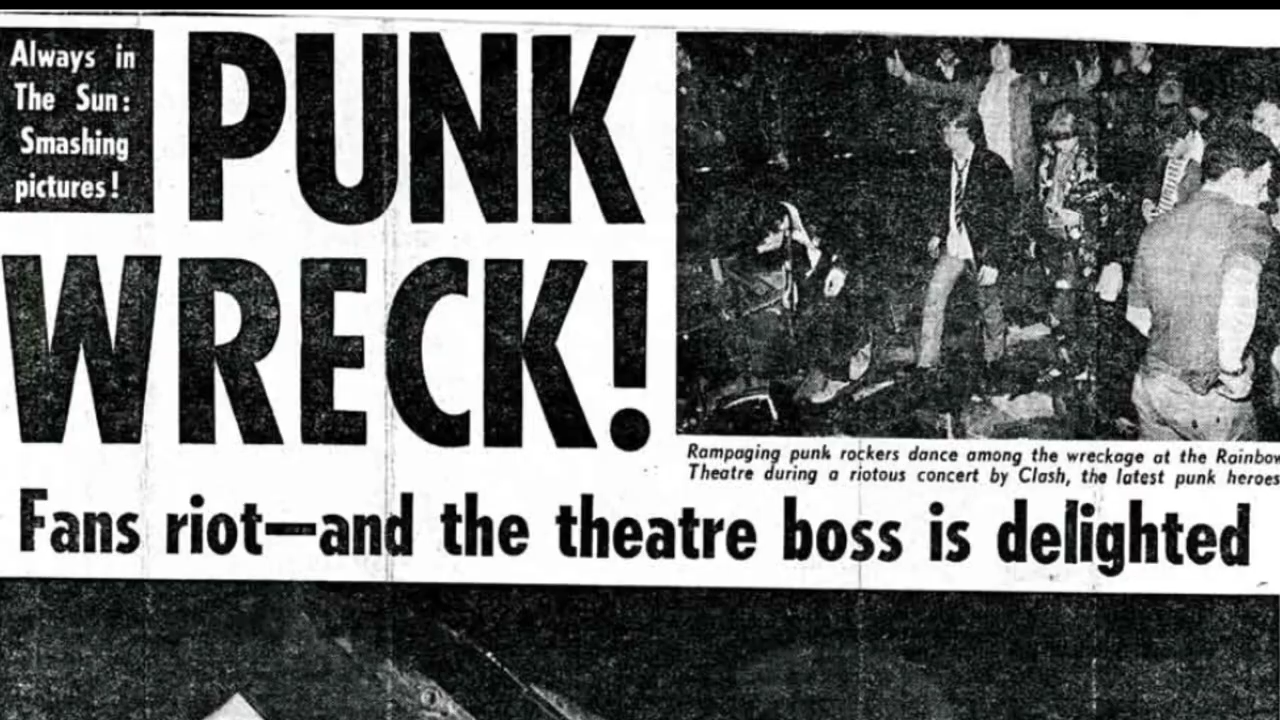 Always in
The Sun:
Smashing
pictures!
PUNK
WRECK!
Rampaging punk rockers dance among the wreckage at the Rainbow
Theatre during a riotous concert by Clash, the latest punk heroes
Fans riot—and the theatre boss is delighted